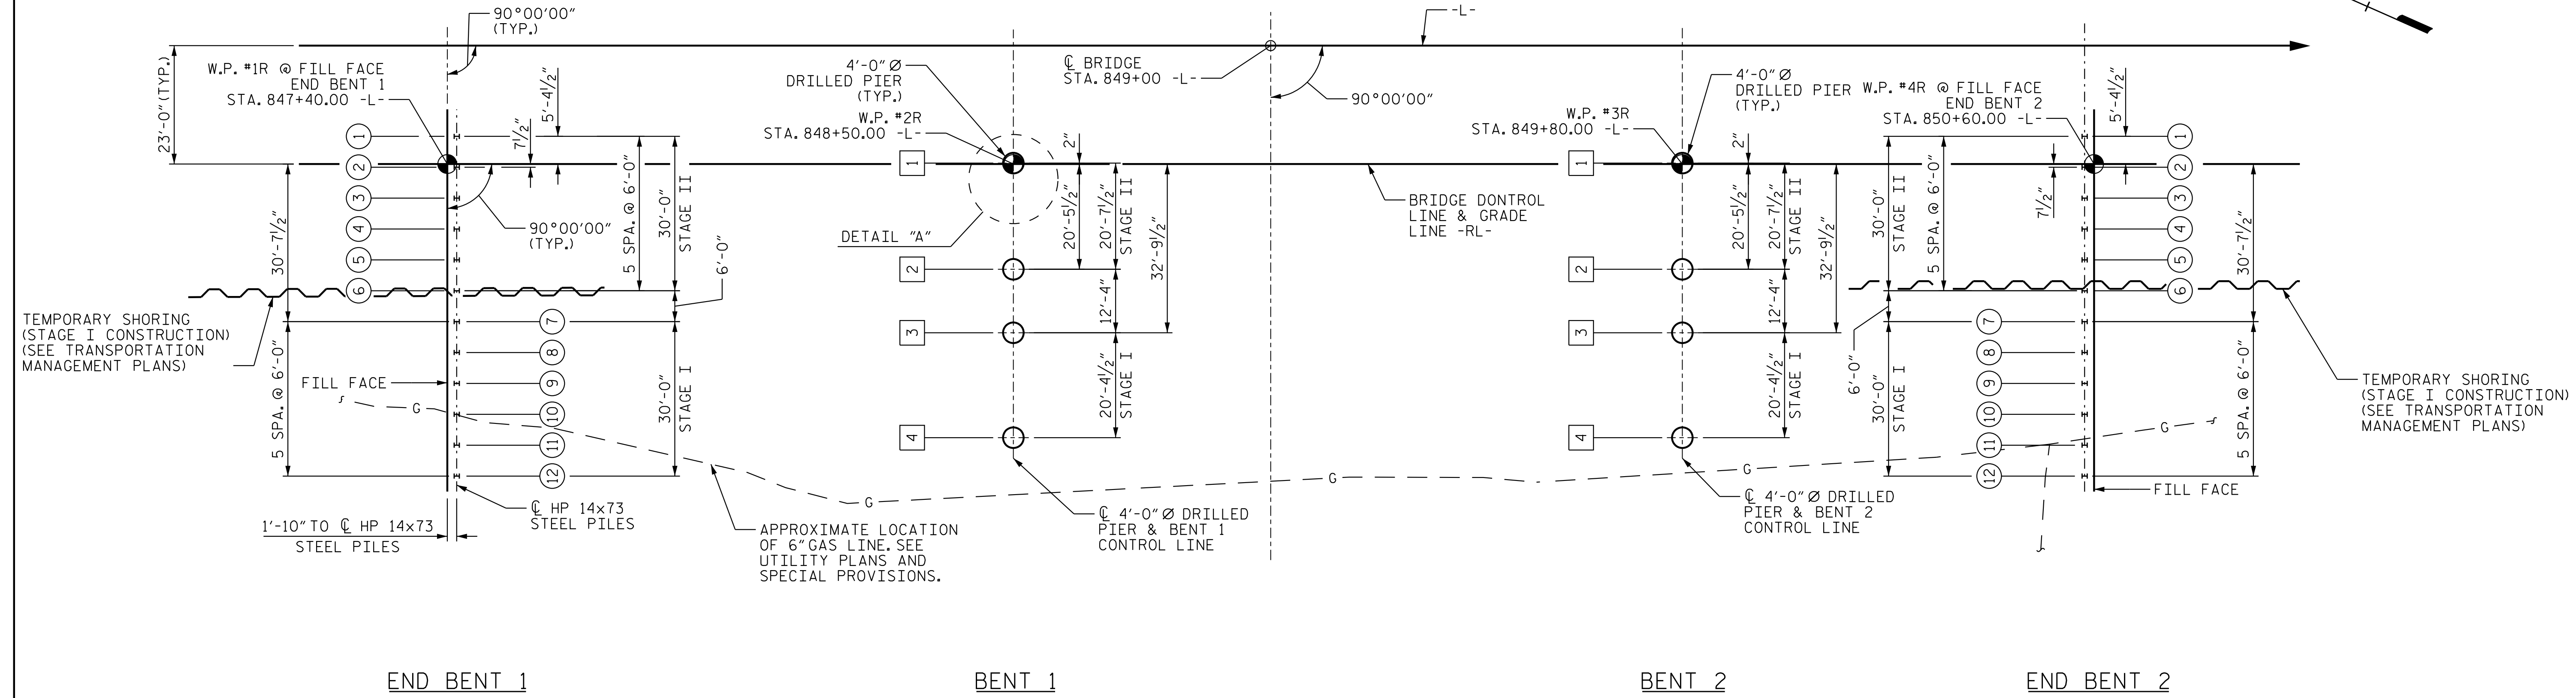 90°00'00"
(TYP.)
-L-
23'-0"(TYP.)
W.P. #1R @ FILL FACE
END BENT 1
STA. 847+40.00 -L-
5'-4½"
7½"
4'-0" Ø
DRILLED PIER
(TYP.)
W.P. #2R
STA. 848+50.00 -L-
2"
℄ BRIDGE
STA. 849+00 -L-
90°00'00"
W.P. #3R
STA. 849+80.00 -L-
4'-0" Ø
DRILLED PIER
(TYP.)
2"
W.P. #4R @ FILL FACE
END BENT 2
STA. 850+60.00 -L-
5'-4½"
7½"
1
2
3
4
5
6
7
8
9
10
11
12
30'-7½"
5 SPA. @ 6'-0"
5 SPA. @ 6'-0"
30'-0"
STAGE II
6'-0"
30'-0"
STAGE I
90°00'00"
(TYP.)
TEMPORARY SHORING
(STAGE I CONSTRUCTION)
(SEE TRANSPORTATION
MANAGEMENT PLANS)
FILL FACE
G
1'-10" TO ℄ HP 14x73
STEEL PILES
℄ HP 14x73
STEEL PILES
APPROXIMATE LOCATION
OF 6" GAS LINE. SEE
UTILITY PLANS AND
SPECIAL PROVISIONS.
DETAIL "A"
1
2
3
4
20'-5½"
20'-7½"
STAGE II
32'-9½"
12'-4"
20'-4½"
STAGE I
G
℄ 4'-0" Ø DRILLED
PIER & BENT 1
CONTROL LINE
BRIDGE DONTROL
LINE & GRADE
LINE -RL-
G
1
2
3
4
20'-5½"
20'-7½"
STAGE II
32'-9½"
12'-4"
20'-4½"
STAGE I
G
℄ 4'-0" Ø DRILLED
PIER & BENT 2
CONTROL LINE
30'-0"
STAGE II
5 SPA. @ 6'-0"
6'-0"
30'-0"
STAGE I
1
2
3
4
5
6
7
8
9
10
11
12
30'-7½"
5 SPA. @ 6'-0"
G
FILL FACE
TEMPORARY SHORING
(STAGE I CONSTRUCTION)
(SEE TRANSPORTATION
MANAGEMENT PLANS)
END BENT 1
BENT 1
BENT 2
END BENT 2